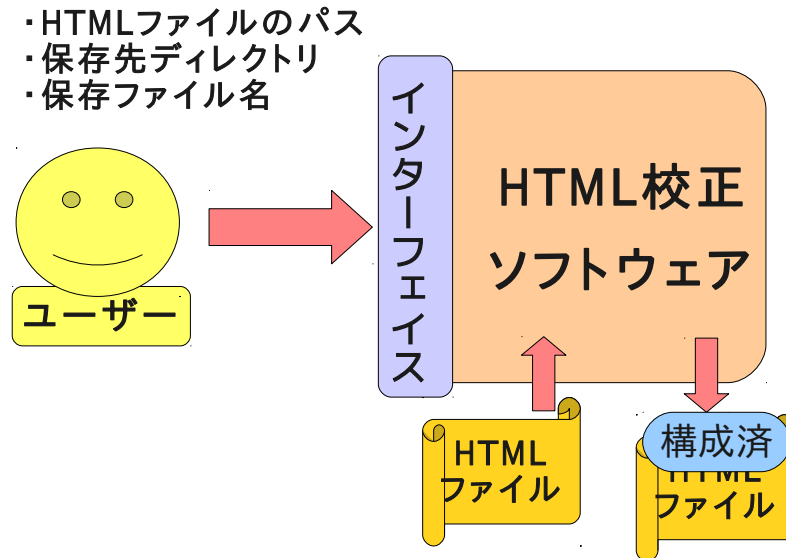 ・HTMLファイルのパス
・保存先ディレクトリ
・保存ファイル名
インターフェイス
HTML校正
ソフトウェア
ユーザー
HTML
ファイル
構成済
HTML
ファイル